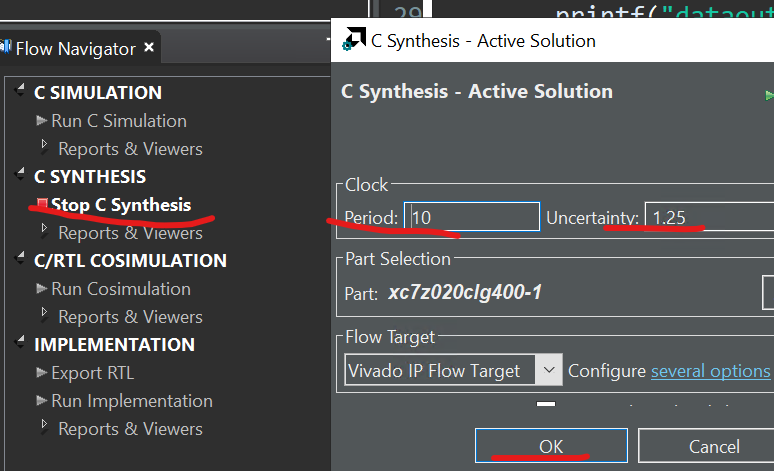 29 printf("dataou
Flow Navigator
C SIMULATION
Run C Simulation
Reports & Viewers
C SYNTHESIS
Stop C Synthesis
Reports & Viewers
C/RTL COSIMULATION
Run Cosimulation
Reports & Viewers
IMPLEMENTATION
Export RTL
Run Implementation
Reports & Viewers
C Synthesis - Active Solution
C Synthesis - Active Solution
Clock
Period: 10 Uncertainty: 1.25
Part Selection
Part: xc7z020clg400-1
Flow Target
Vivado IP Flow Target Configure several options
OK Cancel